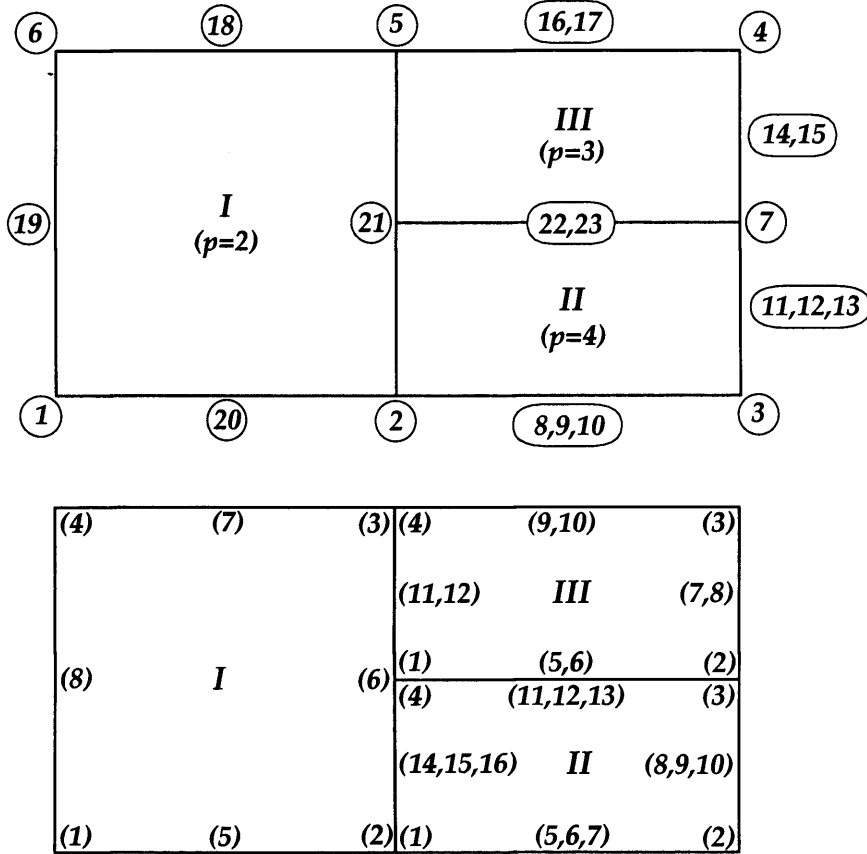 6 18 5 16,17 4
III
(p=3)
14,15
I
(p=2)
19 21 22,23 7
II
(p=4)
11,12,13
1 20 2 8,9,10 3
(4) (7) (3) (4) (9,10) (3)
(11,12) III (7,8)
(1) (5,6) (2)
(8) I (6)
(4) (11,12,13) (3)
(14,15,16) II (8,9,10)
(1) (5) (2) (1) (5,6,7) (2)